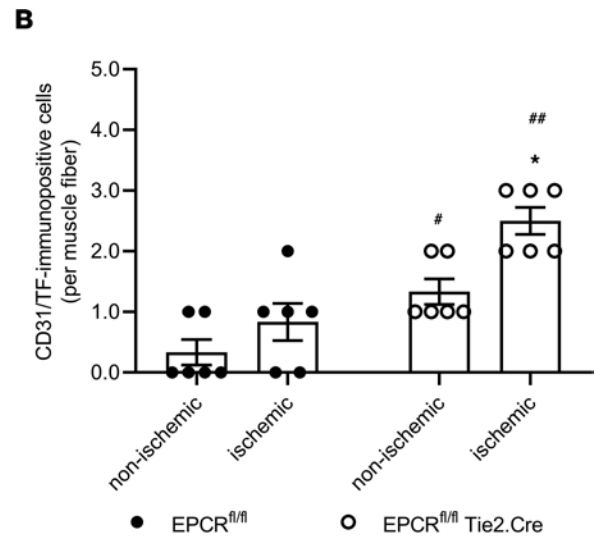 B
CD31/TF-immunopositive cells
(per muscle fiber)
5.0
4.0
3.0
2.0
1.0
0.0
#
##
*
non-ischemic
ischemic
non-ischemic
ischemic
● EPCRfl/fl
○ EPCRfl/fl Tie2.Cre